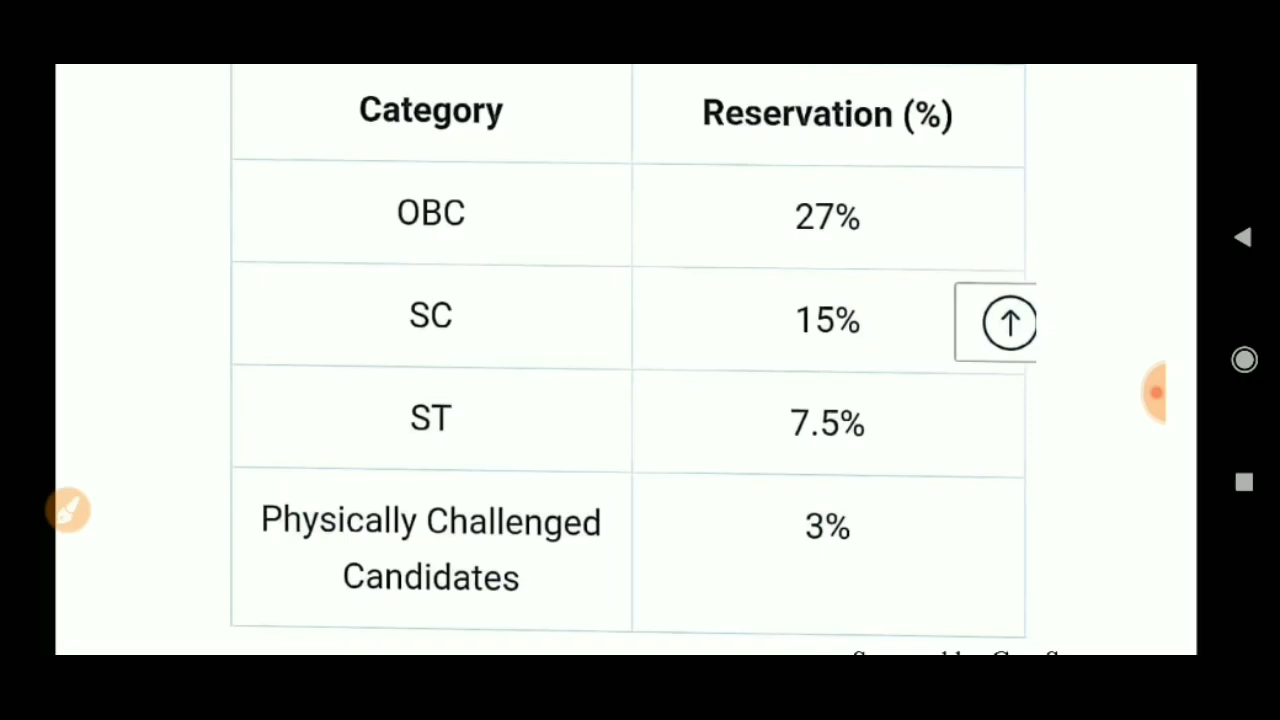 Category Reservation (%)
OBC 27%
SC 15%
ST 7.5%
Physically Challenged 3%
Candidates